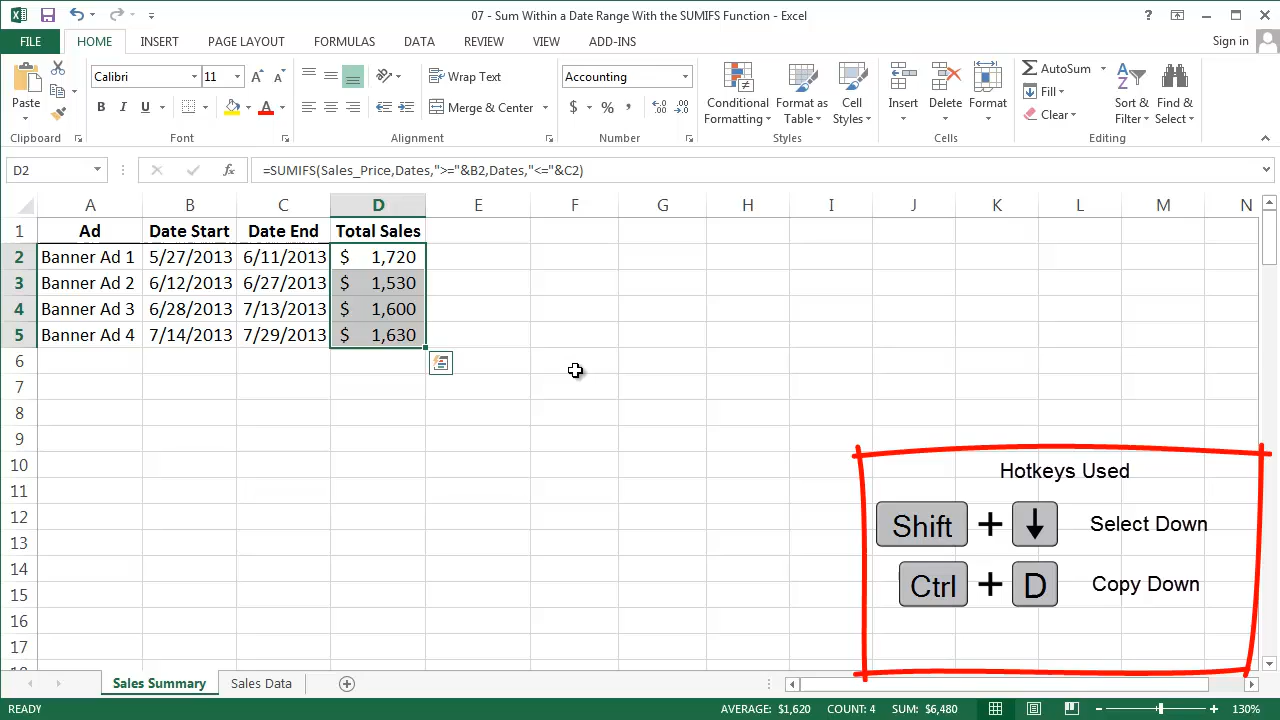 07 - Sum Within a Date Range With the SUMIFS Function - Excel
FILE HOME INSERT PAGE LAYOUT FORMULAS DATA REVIEW VIEW ADD-INS Sign in
Calibri 11 Wrap Text Accounting AutoSum
Paste Conditional Formatting Format as Table Cell Styles Insert Delete Format Fill Sort & Filter Find & Select
B I U A Merge & Center $ % , Clear
Clipboard Font Alignment Number Styles Cells Editing
D2 fx =SUMIFS(Sales_Price,Dates,">="&B2,Dates,"<="&C2)
A B C D E F G H I J K L M N
1 Ad Date Start Date End Total Sales
2 Banner Ad 1 5/27/2013 6/11/2013 $ 1,720
3 Banner Ad 2 6/12/2013 6/27/2013 $ 1,530
4 Banner Ad 3 6/28/2013 7/13/2013 $ 1,600
5 Banner Ad 4 7/14/2013 7/29/2013 $ 1,630
6
7
8
9
10 Hotkeys Used
11
12 Shift + ↓ Select Down
13
14
15 Ctrl + D Copy Down
16
17
18
Sales Summary Sales Data
READY AVERAGE: $1,620 COUNT: 4 SUM: $6,480 130%